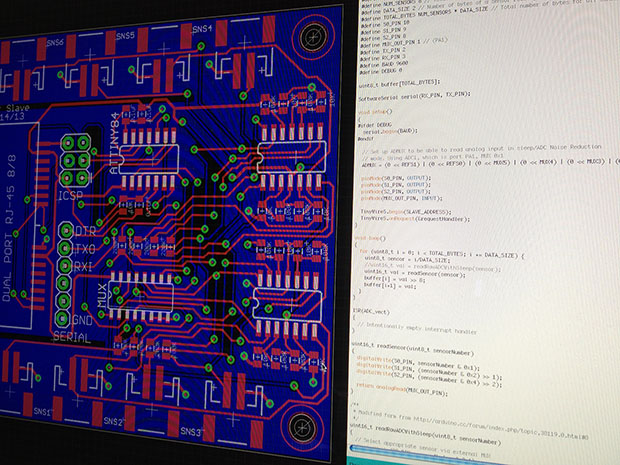 SNS6
SNS5
SNS4
r Slave
14/13
ATTINY84
DUAL PORT RJ-45 8/8
ICSP
DTR
TXO
RXI
GND
SERIAL
MUX
SNS1
SNS2
SNS3
#define NUM_SENSORS
#define DATA_SIZE 2 // Number of bytes of a sensor
#define TOTAL_BYTES NUM_SENSORS * DATA_SIZE // Total number of Bytes for
#define S0_PIN 10
#define S1_PIN 9
#define S2_PIN 8
#define MUX_OUT_PIN 1 // (PA1)
#define TX_PIN 2
#define RX_PIN 3
#define BAUD 9600
#define DEBUG 0
uint8_t buffer[TOTAL_BYTES];
SoftwareSerial serial(RX_PIN, TX_PIN);
void setup()
{
#ifdef DEBUG
serial.begin(BAUD);
#endif
// Set up ADMUX to be able to read analog input in sleep/ADC Noise Reduction
// mode. Using ADC1, which is port PA1, MUX 0x1
ADMUX = (0 << REFS1) | (0 << REFS0) | (0 << MUX5) | (0 << MUX4) | (0 << MUX3) |
pinMode(S0_PIN, OUTPUT);
pinMode(S1_PIN, OUTPUT);
pinMode(S2_PIN, OUTPUT);
pinMode(MUX_OUT_PIN, INPUT);
TinyWireS.begin(SLAVE_ADDRESS);
TinyWireS.onRequest(&requestHandler);
}
void loop()
{
for (uint8_t i = 0; i < TOTAL_BYTES; i += DATA_SIZE) {
uint8_t sensor = i/DATA_SIZE;
//uint16_t val = readRawADCWithSleep(sensor);
uint16_t val = readSensor(sensor);
buffer[i] = val >> 8;
buffer[i+1] = val;
}
}
ISR(ADC_vect)
{
// Intentionally empty interrupt handler
}
uint16_t readSensor(uint8_t sensorNumber)
{
digitalWrite(S0_PIN, sensorNumber & 0x1);
digitalWrite(S1_PIN, (sensorNumber & 0x2) >> 1);
digitalWrite(S2_PIN, (sensorNumber & 0x4) >> 2);
return analogRead(MUX_OUT_PIN);
}
/**
* Modified form from http://arduino.cc/forum/index.php/topic,38119.0.html#8
*/
uint16_t readRawADCWithSleep(uint8_t sensorNumber)
{
// Select appropriate sensor via external MUX